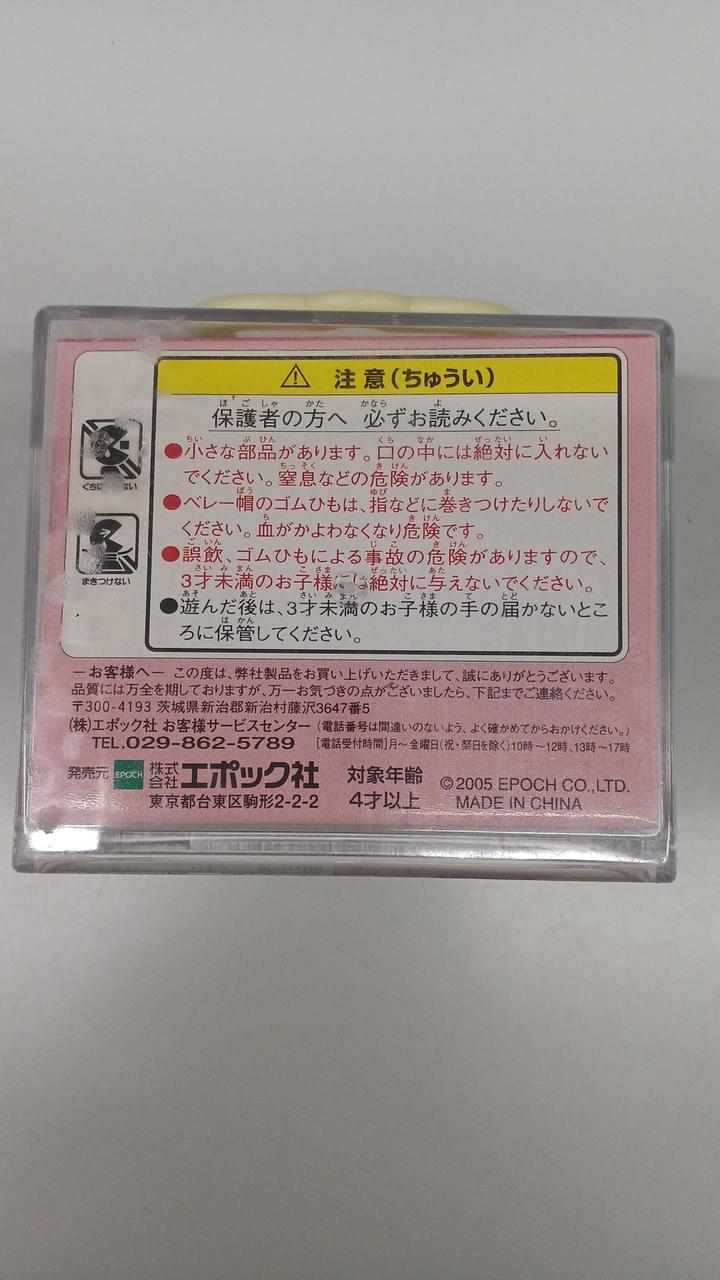 ⚠ 注意(ちゅうい)
保護者の方へ 必ずお読みください。
●小さな部品があります。口の中には絶対に入れない
でください。窒息などの危険があります。
●ベレー帽のゴムひもは、指などに巻きつけたりしないで
ください。血がかよわなくなり危険です。
●誤飲、ゴムひもによる事故の危険がありますので、
3才未満のお子様には絶対に与えないでください。
●遊んだ後は、3才未満のお子様の手の届かないとこ
ろに保管してください。
まきつけない
―お客様へ― この度は、弊社製品をお買い上げいただきまして、誠にありがとうございます。
品質には万全を期しておりますが、万一お気づきの点がございましたら、下記までご連絡ください。
〒300-4193 茨城県新治郡新治村藤沢3647番5
(株)エポック社 お客様サービスセンター (電話番号は間違いのないよう、よく確かめてからおかけください。)
TEL.029-862-5789 [電話受付時間]月～金曜日(祝・祭日を除く)10時～12時、13時～17時
発売元 EPOCH 株式会社エポック社 対象年齢 ©2005 EPOCH CO.,LTD.
東京都台東区駒形2-2-2 4才以上 MADE IN CHINA